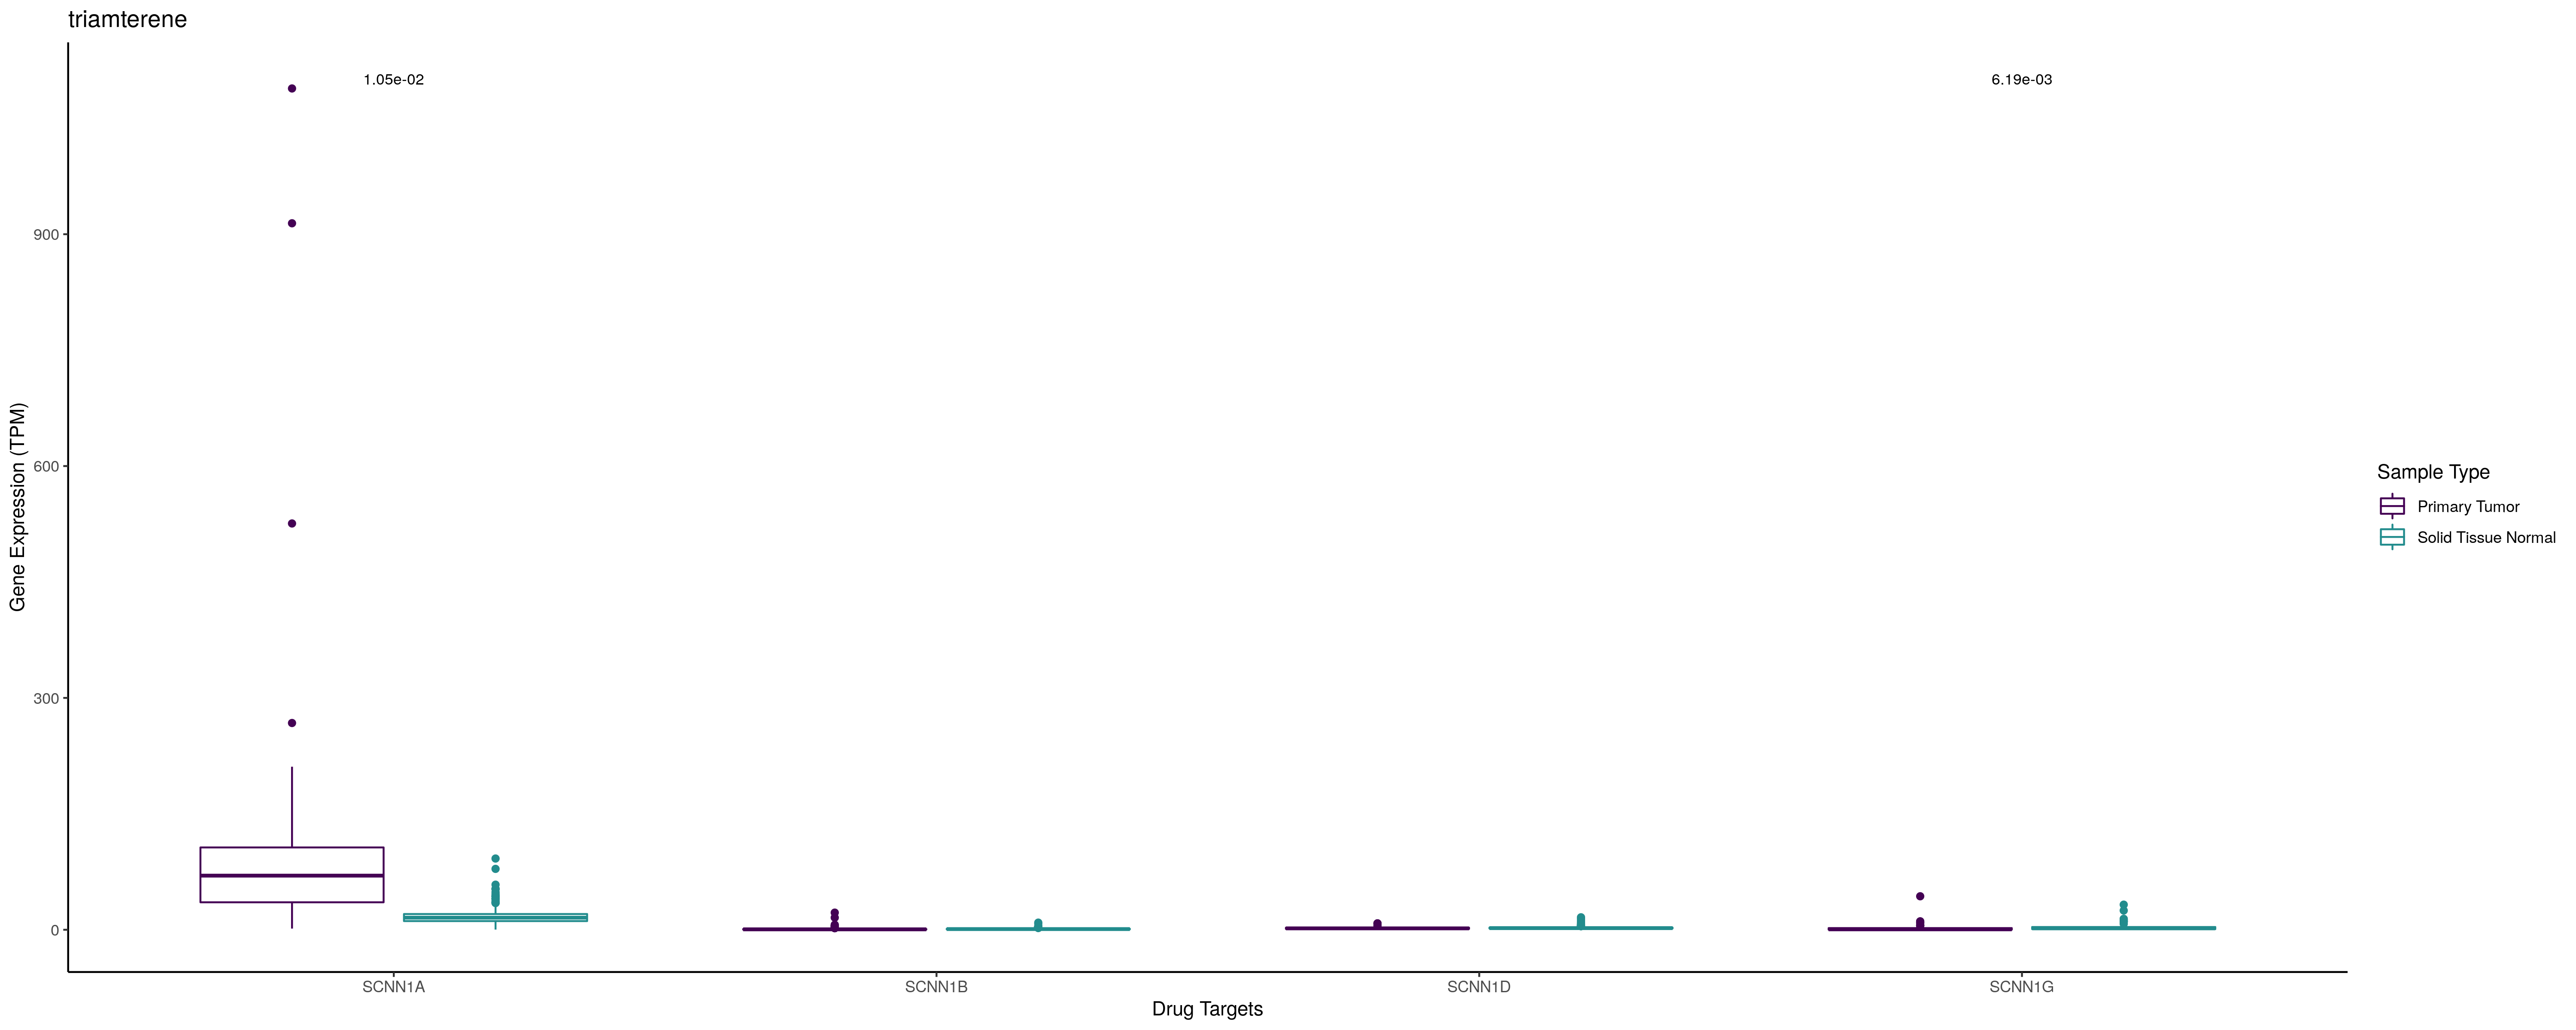 triamterene
1.05e-02
6.19e-03
Gene Expression (TPM)
900
600
300
0
SCNN1A
SCNN1B
SCNN1D
SCNN1G
Drug Targets
Sample Type
Primary Tumor
Solid Tissue Normal